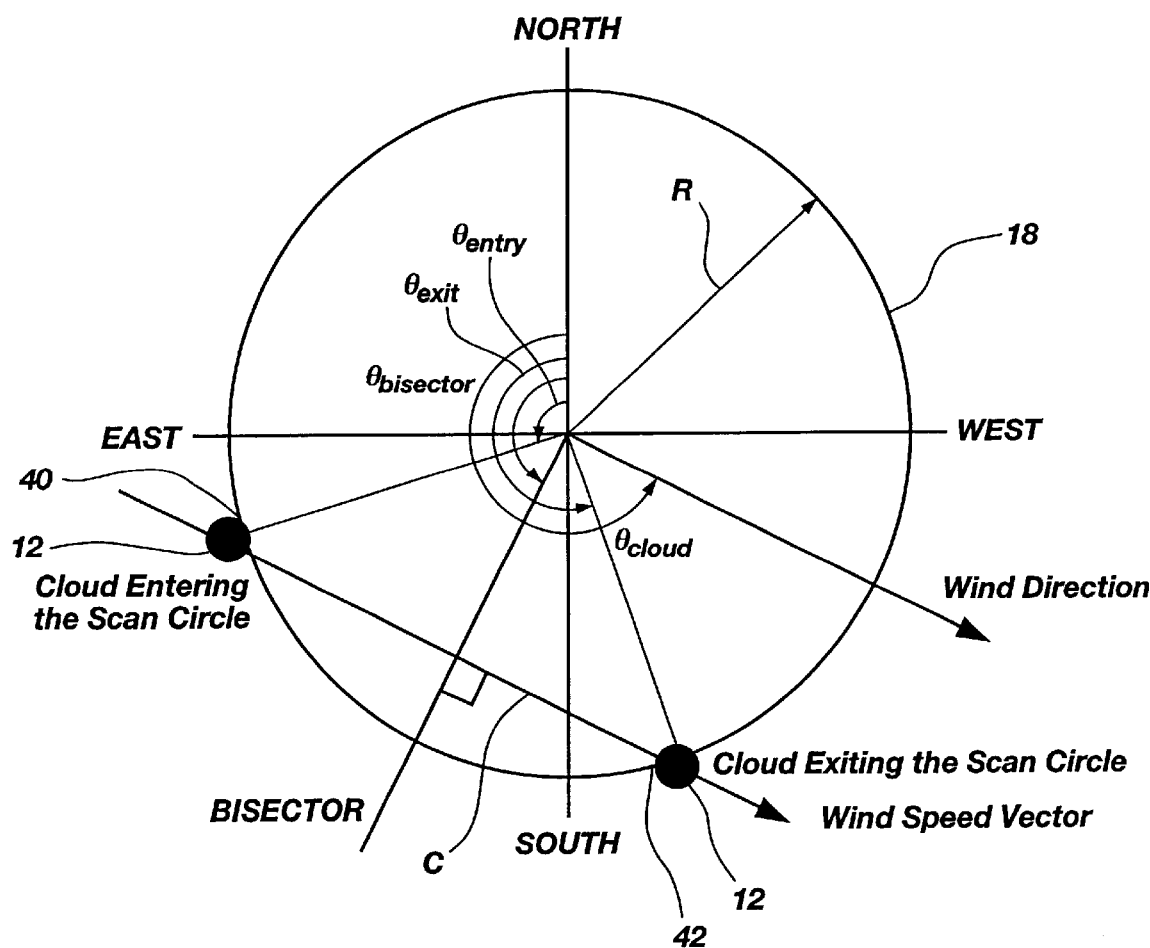 NORTH
R
18
θentry
θexit
θbisector
EAST
WEST
40
12
θcloud
Cloud Entering
the Scan Circle
Wind Direction
Cloud Exiting the Scan Circle
BISECTOR
Wind Speed Vector
SOUTH
C
12
42